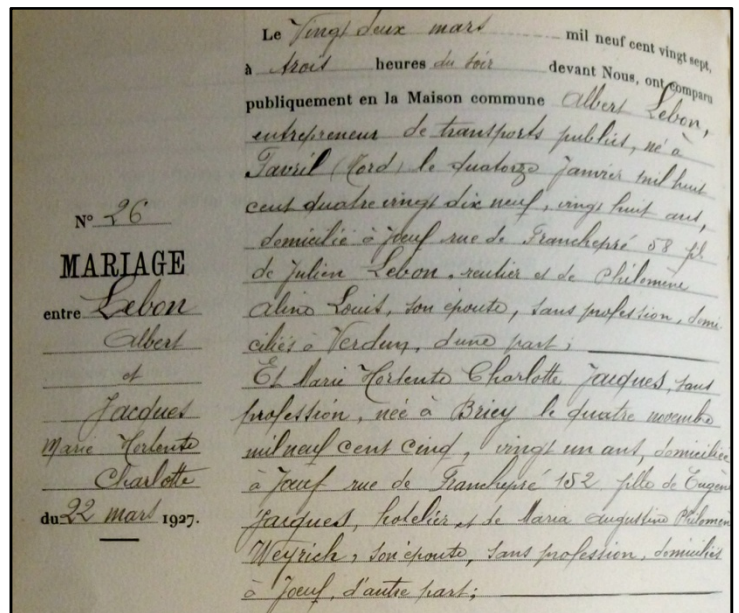 N° 26
MARIAGE
entre Lebon
Albert
et
Jacques
Marie Hortense
Charlotte
du 22 mars 1927.
Le Vingt deux mars mil neuf cent vingt sept,
à trois heures du soir devant Nous, ont comparu
publiquement en la Maison commune Albert Lebon,
entrepreneur de transports publics, né à
Favril (Nord) le quatorze Janvier mil huit
cent quatre vingt dix neuf, vingt huit ans,
domicilié à Joeuf rue de Franchepré 58 fil
de Julien Lebon, rentier et de Philomène
Aline Louis, son épouse, sans profession, domi
ciliés à Verdun, d'une part;
Et Marie Hortense Charlotte Jacques, sans
profession, née à Briey le quatre novembre
mil neuf cent cinq, vingt un ans, domiciliée
à Joeuf rue de Franchepré 152 fille de Eugène
Jacques, hotelier et de Maria Augustine Philomène
Weyrich, son épouse, sans profession, domiciliés
à Joeuf, d'autre part;